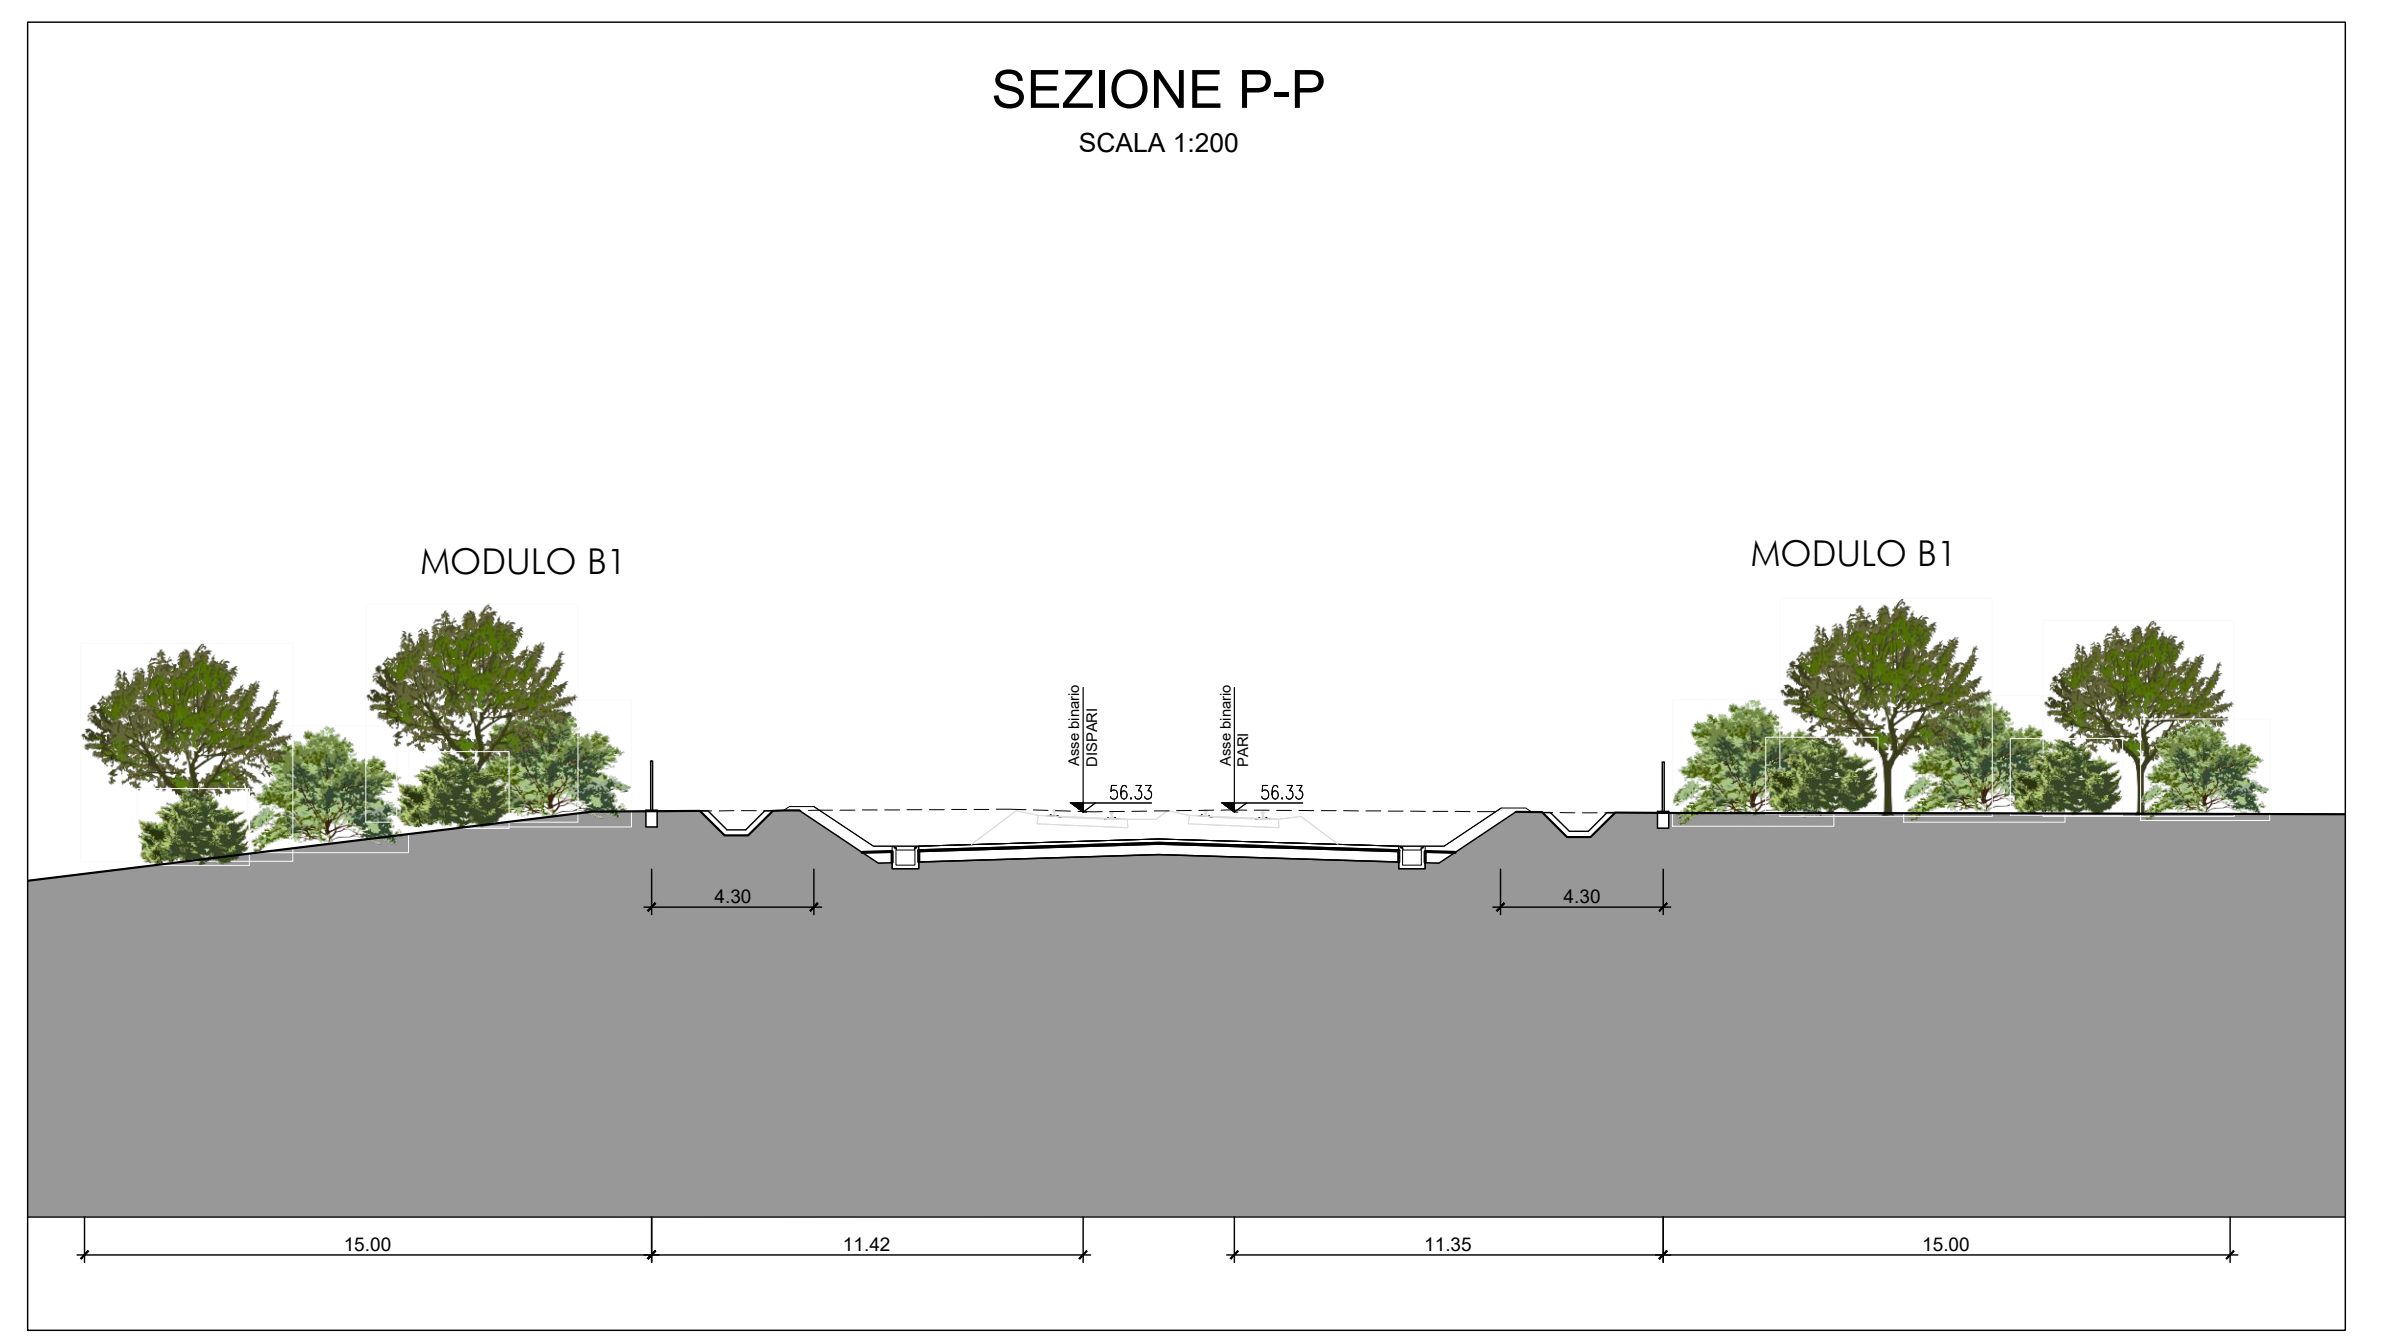 SEZIONE P-P
SCALA 1:200
MODULO B1
MODULO B1
Asse binario
DISPARI
56.33
Asse binario
PARI
56.33
4.30
4.30
15.00
11.42
11.35
15.00